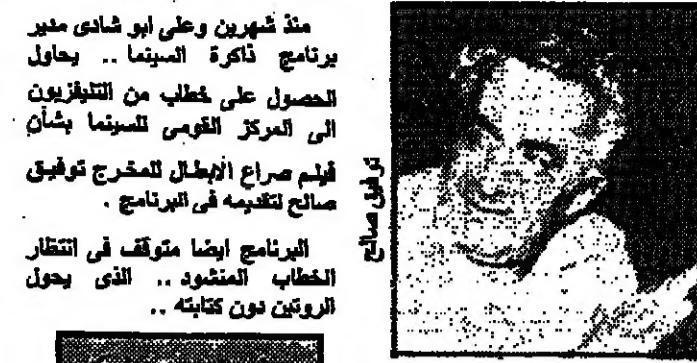 منذ شهرين وعلى ابو شادى مدير
برنامج ذاكرة السينما .. يحاول
الحصول على خطاب من التليفزيون
الى المركز القومى للسينما بشأن
فيلم صراع الابطال للمخرج توفيق
صالح لتقديمه فى البرنامج .
البرنامج ايضا متوقف فى انتظار
الخطاب المنشود .. الذى يحول
الروتين دون كتابته ..
توفيق صالح